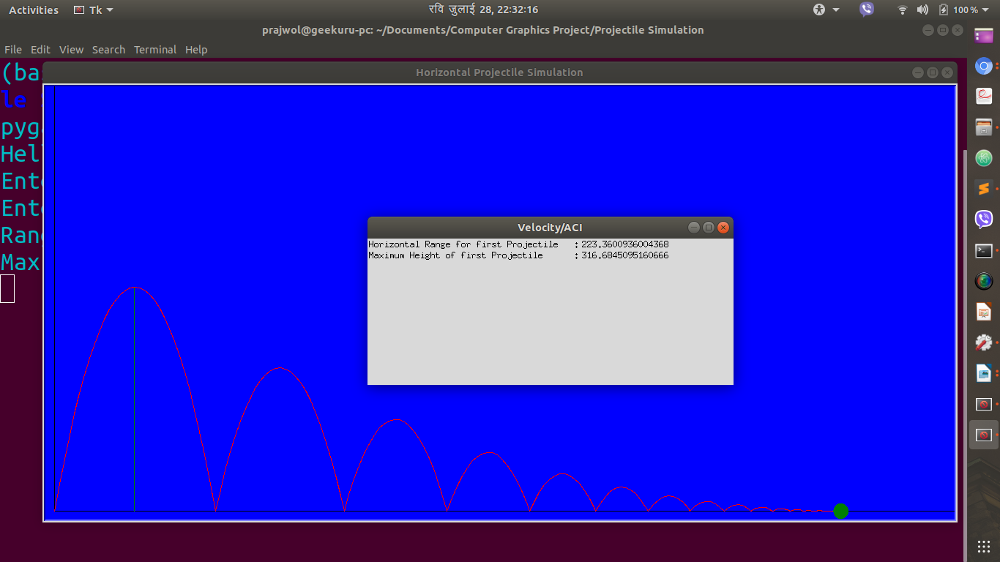 Activities Tk रवि जुलाई 28, 22:32:16 100%
prajwol@geekuru-pc: ~/Documents/Computer Graphics Project/Projectile Simulation
File Edit View Search Terminal Help
(ba
Horizontal Projectile Simulation
le
pyg
Hel
Ent
Ent
Ran
Max
Velocity/ACI
Horizontal Range for first Projectile :223.3600936004368
Maximum Height of first Projectile :316.6845095160666